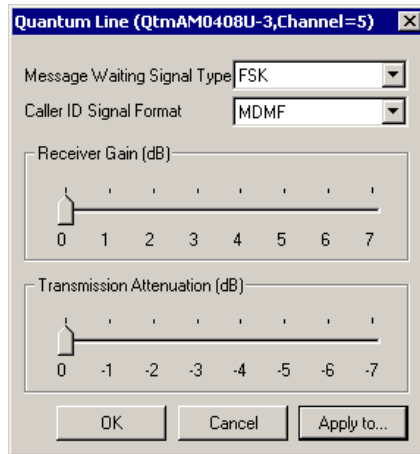 Quantum Line (QtmAM0408U-3,Channel=5)
Message Waiting Signal Type FSK
Caller ID Signal Format MDMF
Receiver Gain (dB)
0 1 2 3 4 5 6 7
Transmission Attenuation (dB)
0 -1 -2 -3 -4 -5 -6 -7
OK Cancel Apply to...